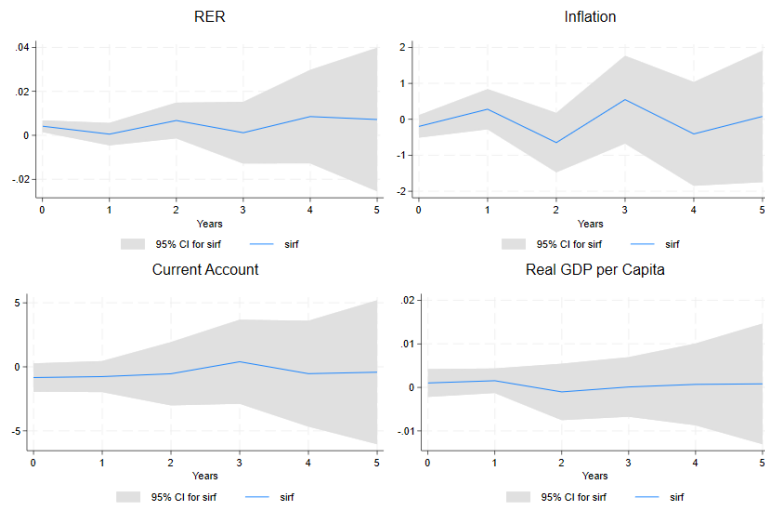 RER
.04
.02
0
-.02
0 1 2 3 4 5
Years
95% CI for sirf sirf
Inflation
2
1
0
-1
-2
0 1 2 3 4 5
Years
95% CI for sirf sirf
Current Account
5
0
-5
0 1 2 3 4 5
Years
95% CI for sirf sirf
Real GDP per Capita
.02
.01
0
-.01
0 1 2 3 4 5
Years
95% CI for sirf sirf